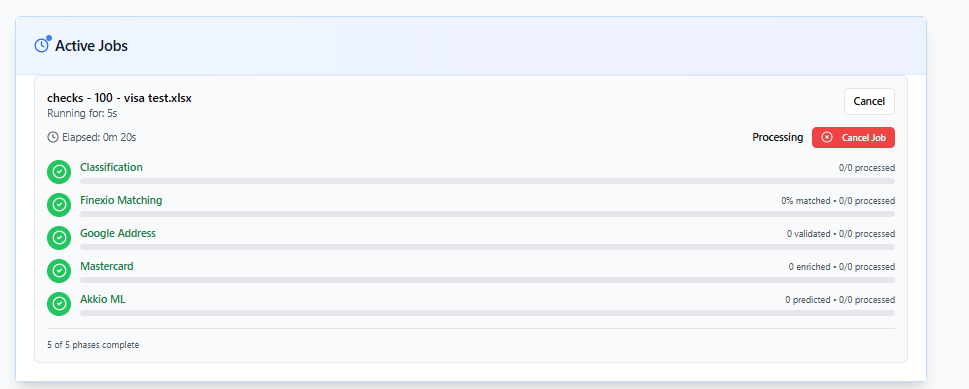 Active Jobs
checks - 100 - visa test.xlsx
Cancel
Running for: 5s
Elapsed: 0m 20s
Processing
Cancel Job
Classification
0/0 processed
Finexio Matching
0% matched • 0/0 processed
Google Address
0 validated • 0/0 processed
Mastercard
0 enriched • 0/0 processed
Akkio ML
0 predicted • 0/0 processed
5 of 5 phases complete